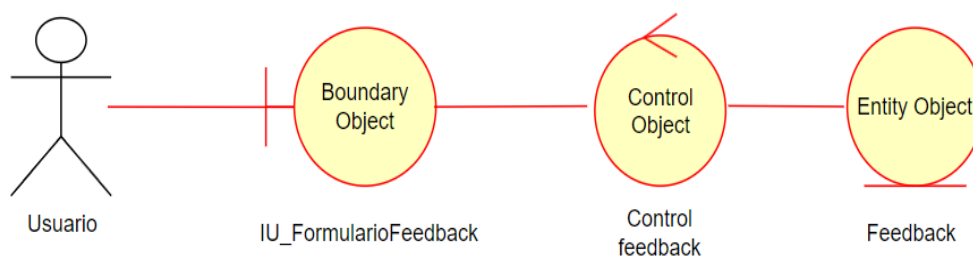 Boundary
Object
Control
Object
Entity Object
Usuario
IU_FormularioFeedback
Control
feedback
Feedback